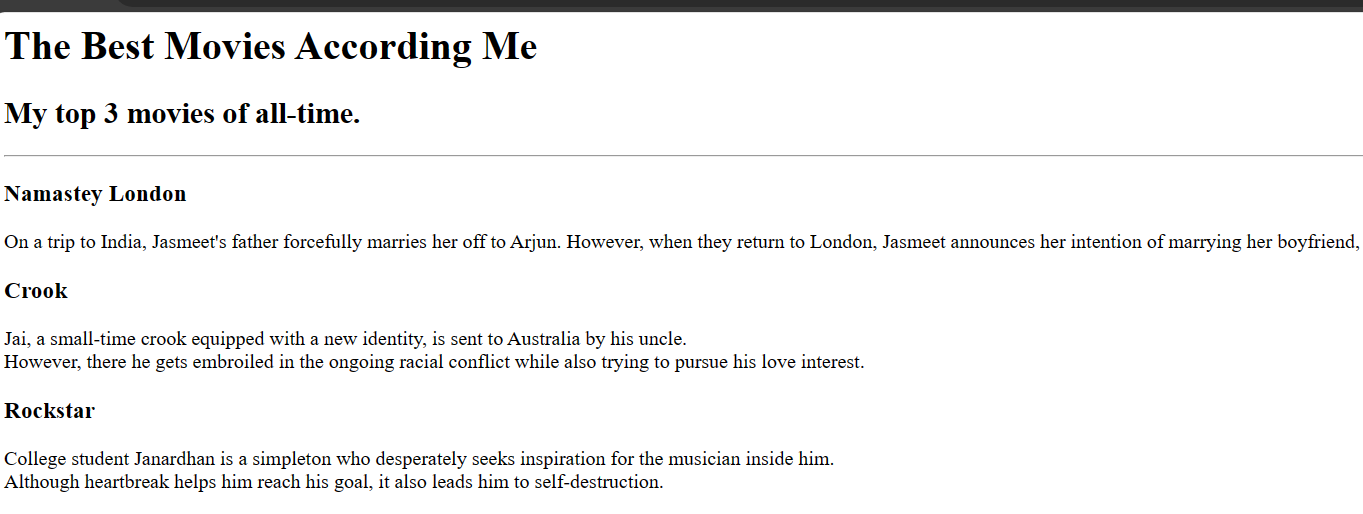 The Best Movies According Me
My top 3 movies of all-time.
Namastey London
On a trip to India, Jasmeet's father forcefully marries her off to Arjun. However, when they return to London, Jasmeet announces her intention of marrying her boyfriend,
Crook
Jai, a small-time crook equipped with a new identity, is sent to Australia by his uncle.
However, there he gets embroiled in the ongoing racial conflict while also trying to pursue his love interest.
Rockstar
College student Janardhan is a simpleton who desperately seeks inspiration for the musician inside him.
Although heartbreak helps him reach his goal, it also leads him to self-destruction.